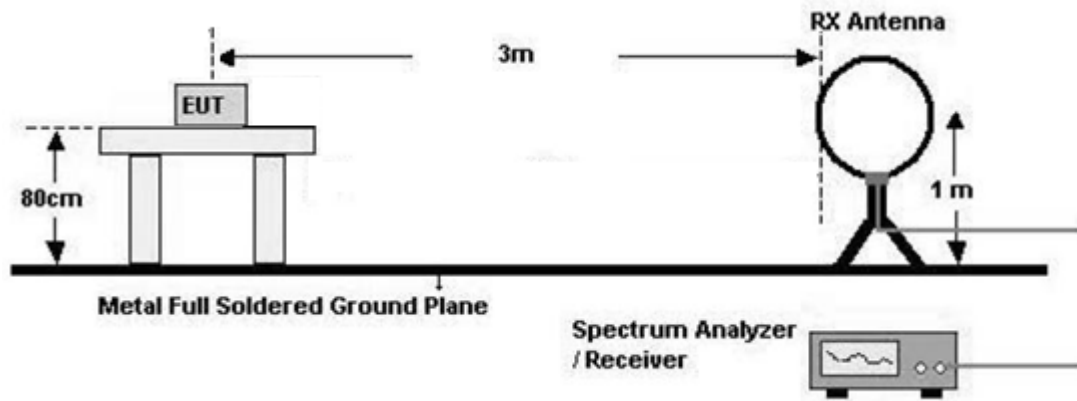 RX Antenna
3m
EUT
80cm
1 m
Metal Full Soldered Ground Plane
Spectrum Analyzer
/ Receiver